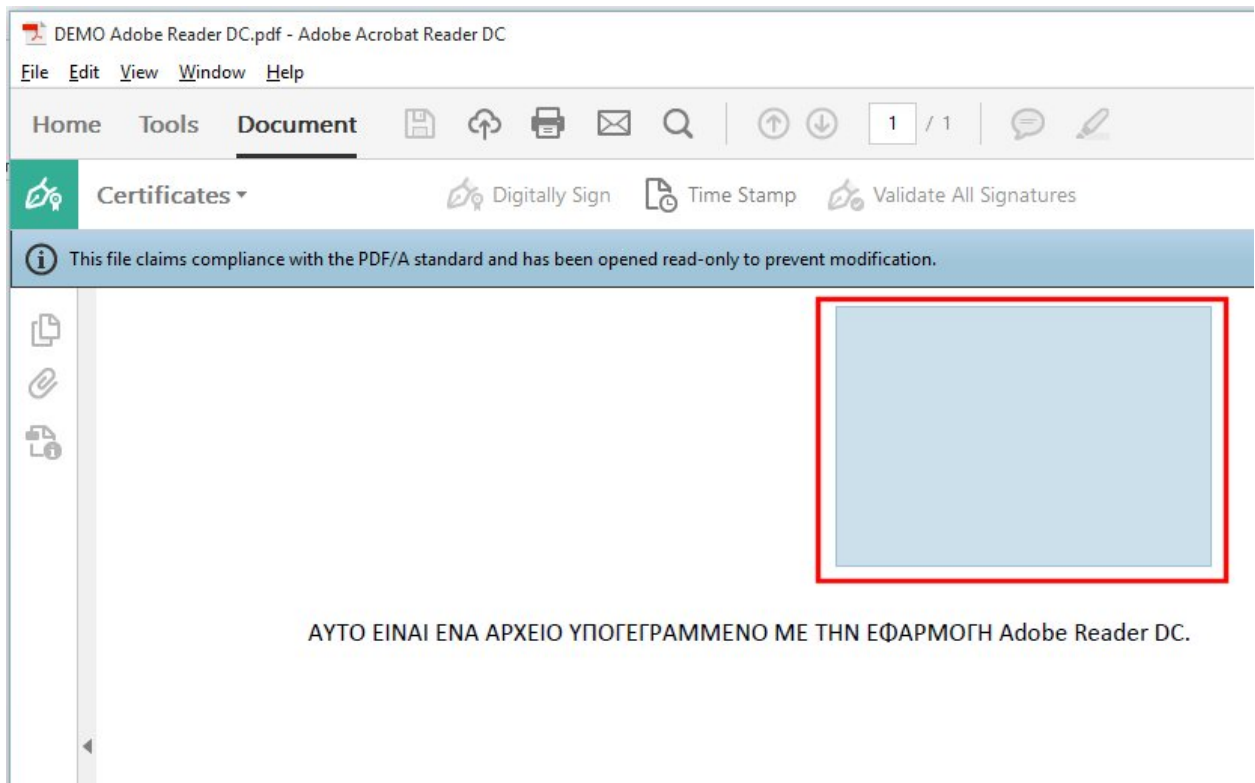 DEMO Adobe Reader DC.pdf - Adobe Acrobat Reader DC
File Edit View Window Help
Home Tools Document 1 / 1
Certificates Digitally Sign Time Stamp Validate All Signatures
This file claims compliance with the PDF/A standard and has been opened read-only to prevent modification.
ΑΥΤΟ ΕΙΝΑΙ ΕΝΑ ΑΡΧΕΙΟ ΥΠΟΓΕΓΡΑΜΜΕΝΟ ΜΕ ΤΗΝ ΕΦΑΡΜΟΓΗ Adobe Reader DC.